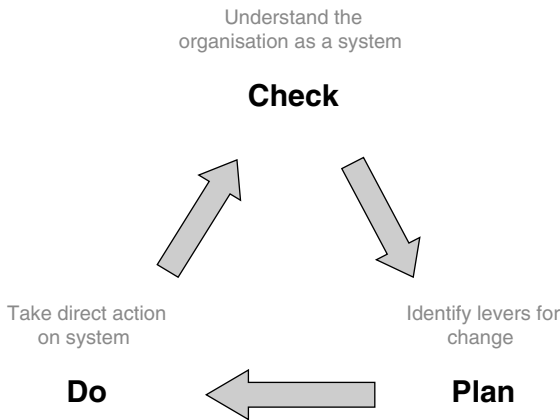 Understand the
organisation as a system
Check
Take direct action
on system
Do
Identify levers for
change
Plan